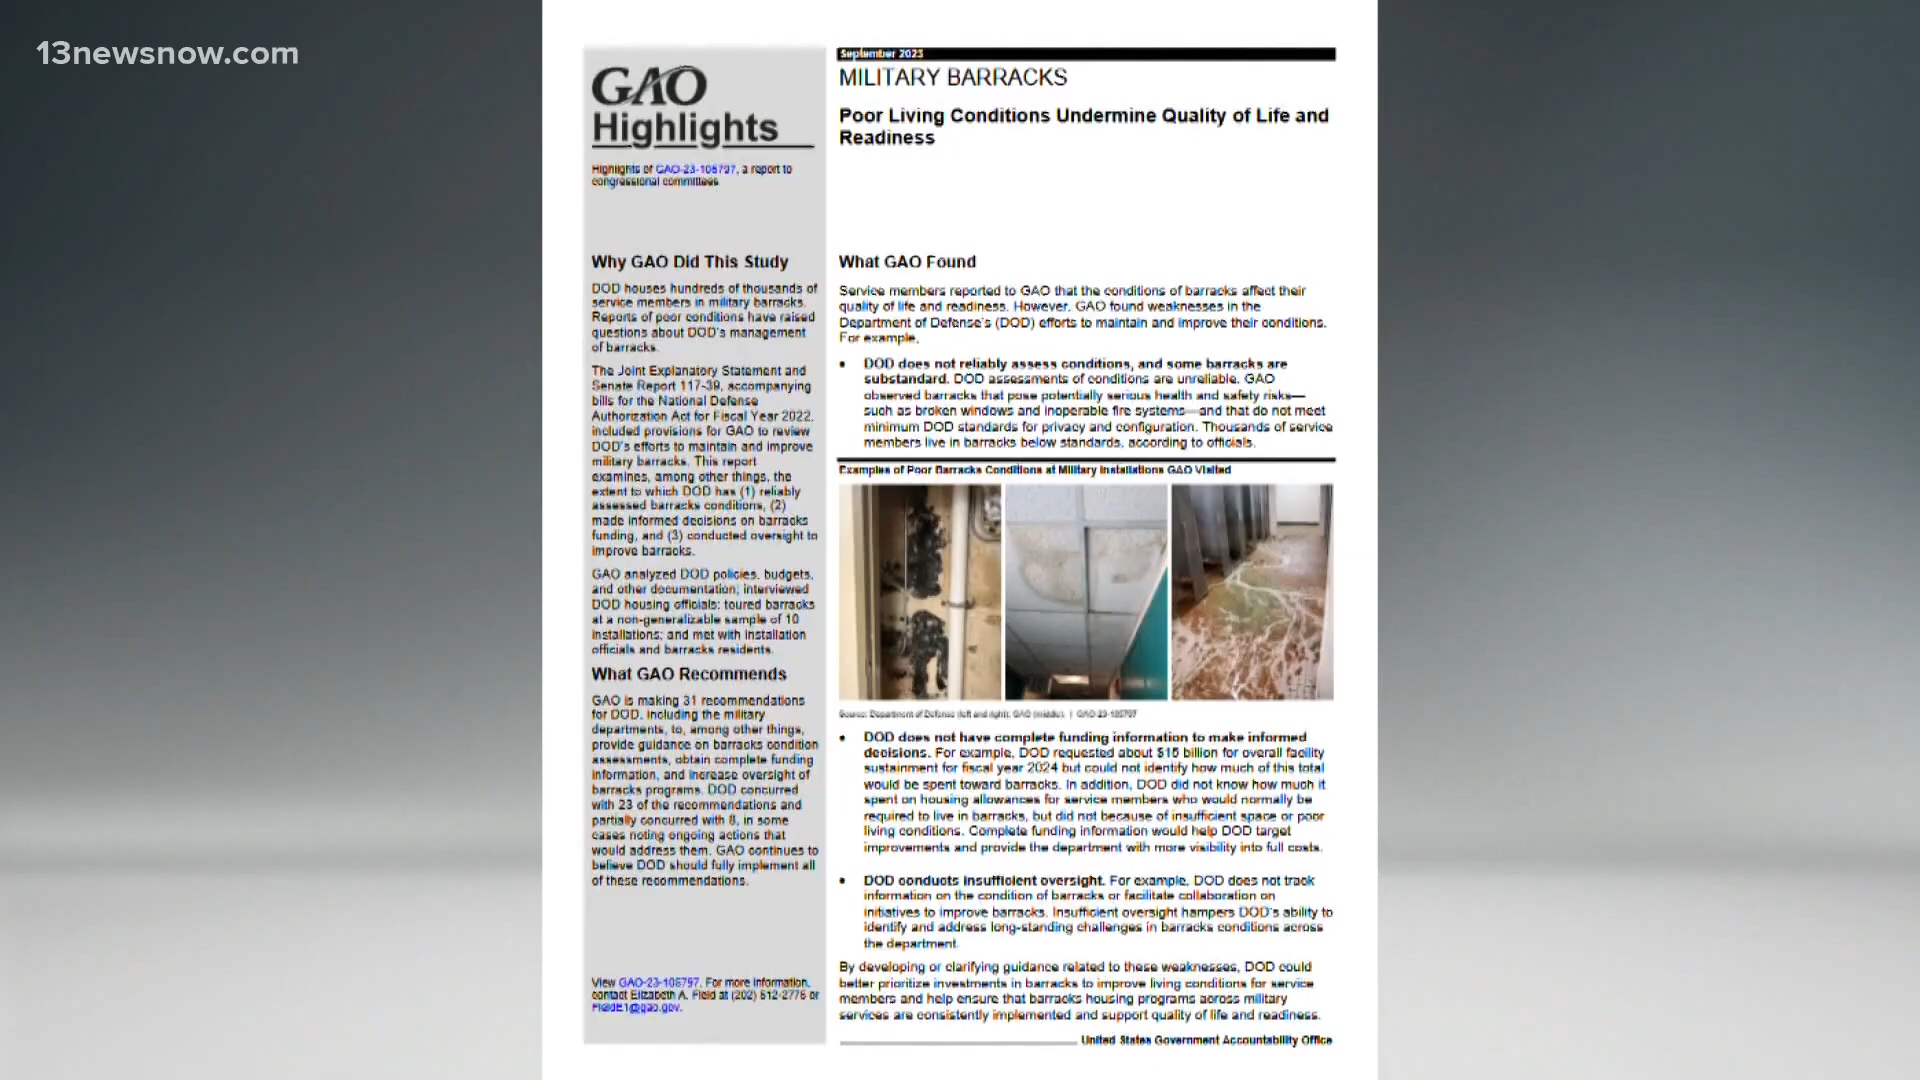 13newsnow.com
GAO
Highlights
Highlights of GAO-23-105797, a report to
congressional committees
Why GAO Did This Study
DOD houses hundreds of thousands of
service members in military barracks.
Reports of poor conditions have raised
questions about DOD's management
of barracks.
The Joint Explanatory Statement and
Senate Report 117-39, accompanying
bills for the National Defense
Authorization Act for Fiscal Year 2022,
included provisions for GAO to review
DOD's efforts to maintain and improve
military barracks. This report
examines, among other things, the
extent to which DOD has (1) reliably
assessed barracks conditions, (2)
made informed decisions on barracks
funding, and (3) conducted oversight to
improve barracks.
GAO analyzed DOD policies, budgets,
and other documentation; interviewed
DOD housing officials; toured barracks
at a non-generalizable sample of 10
installations; and met with installation
officials and barracks residents.
What GAO Recommends
GAO is making 31 recommendations
for DOD, including the military
departments, to, among other things,
provide guidance on barracks condition
assessments, obtain complete funding
information, and increase oversight of
barracks programs. DOD concurred
with 23 of the recommendations and
partially concurred with 8, in some
cases noting ongoing actions that
would address them. GAO continues to
believe DOD should fully implement all
of these recommendations.
View GAO-23-105797. For more information,
contact Elizabeth A. Field at (202) 512-2775 or
FieldE1@gao.gov.
September 2023
MILITARY BARRACKS
Poor Living Conditions Undermine Quality of Life and
Readiness
What GAO Found
Service members reported to GAO that the conditions of barracks affect their
quality of life and readiness. However, GAO found weaknesses in the
Department of Defense's (DOD) efforts to maintain and improve their conditions.
For example,
• DOD does not reliably assess conditions, and some barracks are
substandard. DOD assessments of conditions are unreliable. GAO
observed barracks that pose potentially serious health and safety risks—
such as broken windows and inoperable fire systems—and that do not meet
minimum DOD standards for privacy and configuration. Thousands of service
members live in barracks below standards, according to officials.
Examples of Poor Barracks Conditions at Military Installations GAO Visited
Source: Department of Defense (left and right), GAO (middle). | GAO-23-105797
• DOD does not have complete funding information to make informed
decisions. For example, DOD requested about $15 billion for overall facility
sustainment for fiscal year 2024 but could not identify how much of this total
would be spent toward barracks. In addition, DOD did not know how much it
spent on housing allowances for service members who would normally be
required to live in barracks, but did not because of insufficient space or poor
living conditions. Complete funding information would help DOD target
improvements and provide the department with more visibility into full costs.
• DOD conducts insufficient oversight. For example, DOD does not track
information on the condition of barracks or facilitate collaboration on
initiatives to improve barracks. Insufficient oversight hampers DOD's ability to
identify and address long-standing challenges in barracks conditions across
the department.
By developing or clarifying guidance related to these weaknesses, DOD could
better prioritize investments in barracks to improve living conditions for service
members and help ensure that barracks housing programs across military
services are consistently implemented and support quality of life and readiness.
United States Government Accountability Office